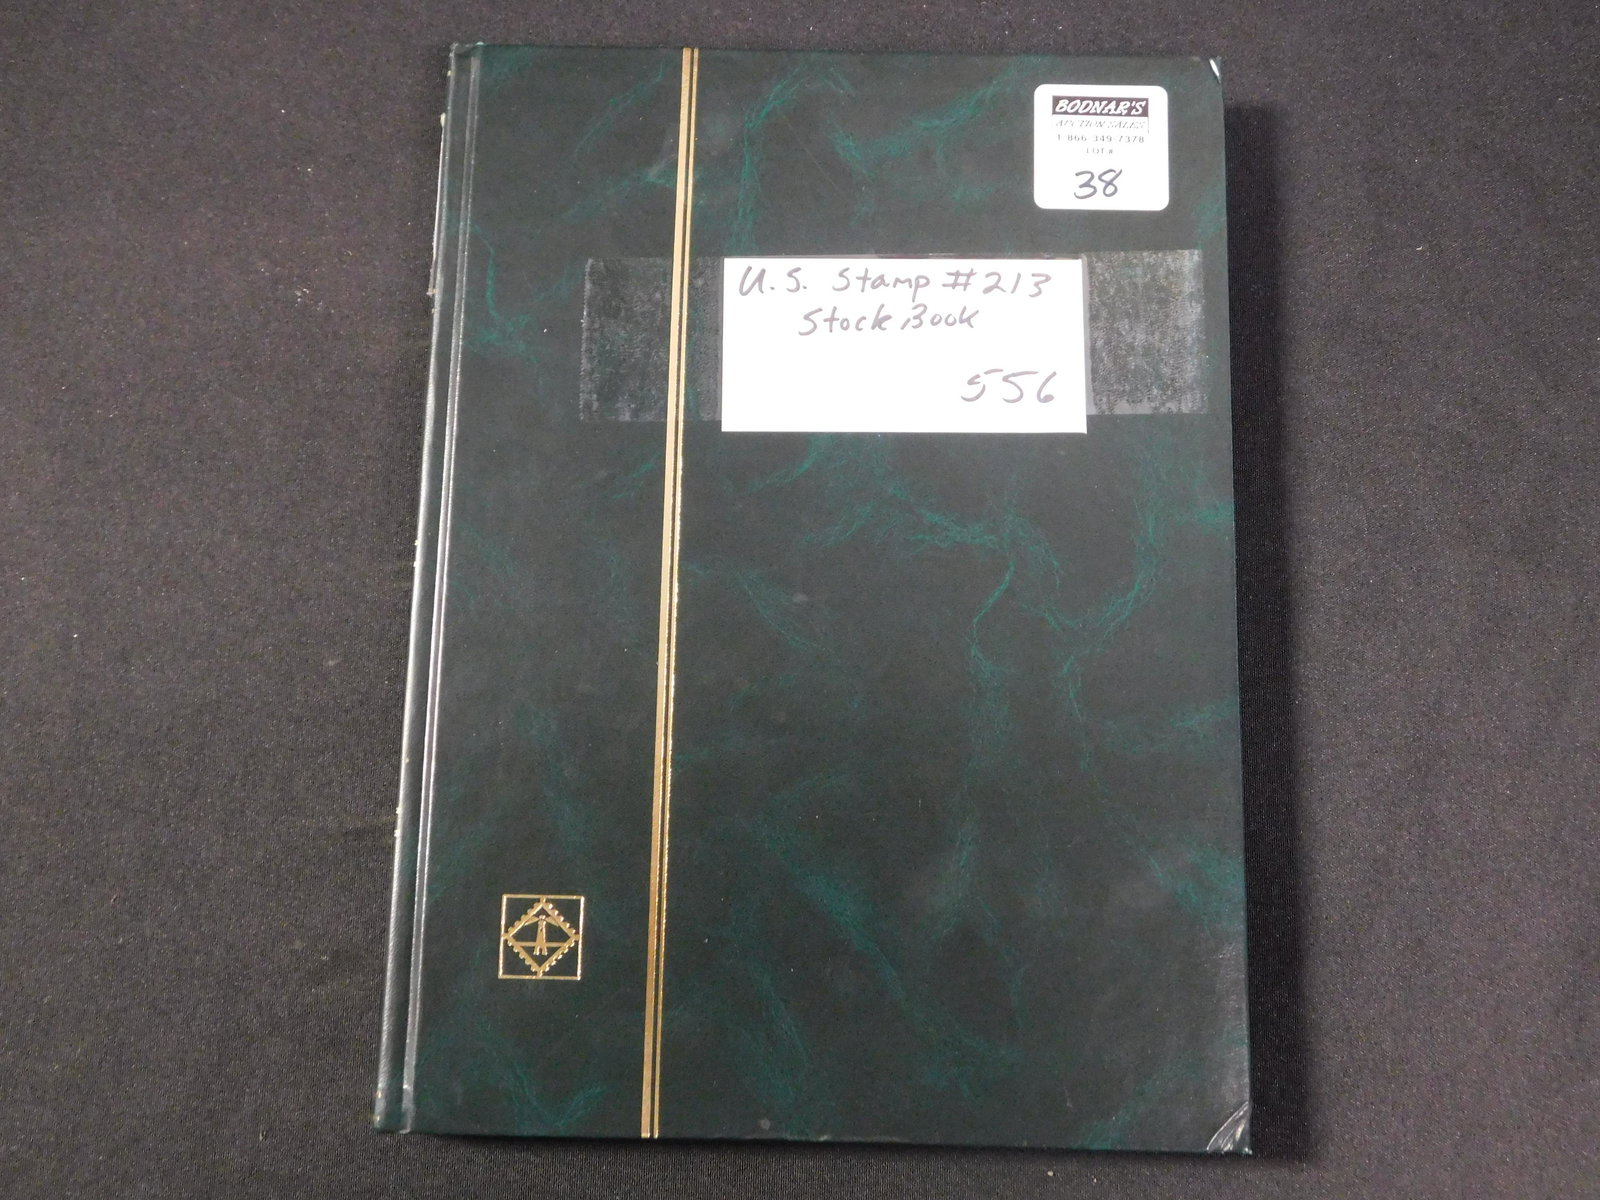 BODNAR'S
AUCTION SALES
1-866-349-7378
LOT #
38
U.S. Stamp #213
Stock Book
556